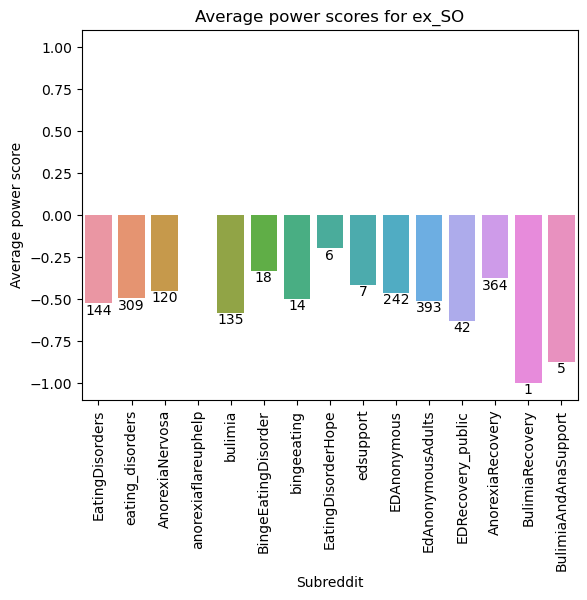 Average power scores for ex_SO
Average power score
1.00
0.75
0.50
0.25
0.00
−0.25
−0.50
−0.75
−1.00
144
309
120
135
18
14
6
7
242
393
42
364
1
5
EatingDisorders
eating_disorders
AnorexiaNervosa
anorexiaflareuphelp
bulimia
BingeEatingDisorder
bingeeating
EatingDisorderHope
edsupport
EDAnonymous
EdAnonymousAdults
EDRecovery_public
AnorexiaRecovery
BulimiaRecovery
BulimiaAndAnaSupport
Subreddit